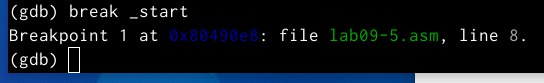 (gdb) break _start
Breakpoint 1 at 0x80490e8: file lab09-5.asm, line 8.
(gdb)